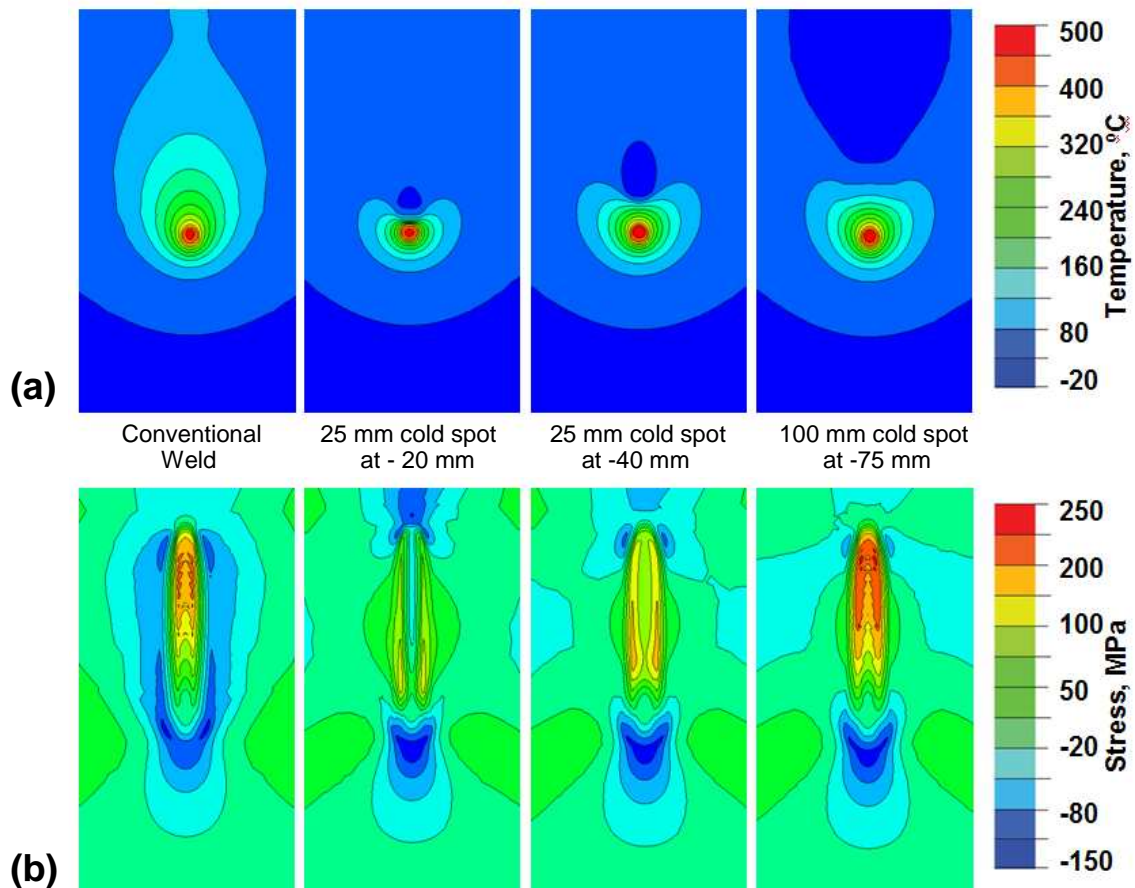 500
400
320
240
160
80
-20
Temperature, °C
(a)
Conventional
Weld
25 mm cold spot
at - 20 mm
25 mm cold spot
at -40 mm
100 mm cold spot
at -75 mm
250
200
100
50
-20
-80
-150
Stress, MPa
(b)